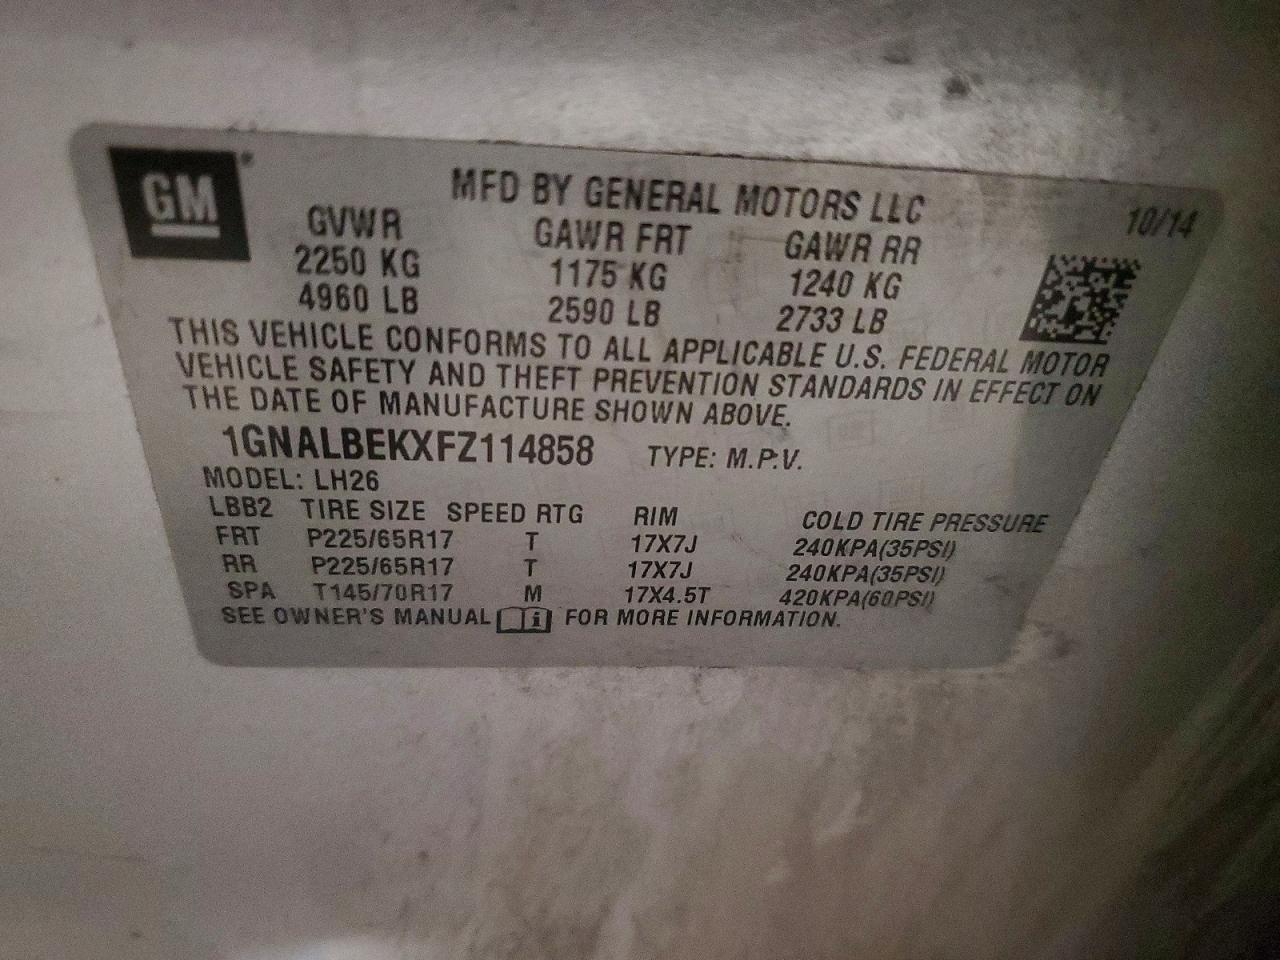 GM
MFD BY GENERAL MOTORS LLC
10/14
GVWR GAWR FRT GAWR RR
2250 KG 1175 KG 1240 KG
4960 LB 2590 LB 2733 LB
THIS VEHICLE CONFORMS TO ALL APPLICABLE U.S. FEDERAL MOTOR
VEHICLE SAFETY AND THEFT PREVENTION STANDARDS IN EFFECT ON
THE DATE OF MANUFACTURE SHOWN ABOVE.
1GNALBEKXFZ114858 TYPE: M.P.V.
MODEL: LH26
LBB2 TIRE SIZE SPEED RTG RIM COLD TIRE PRESSURE
FRT P225/65R17 T 17X7J 240KPA(35PSI)
RR P225/65R17 T 17X7J 240KPA(35PSI)
SPA T145/70R17 M 17X4.5T 420KPA(60PSI)
SEE OWNER'S MANUAL i FOR MORE INFORMATION.